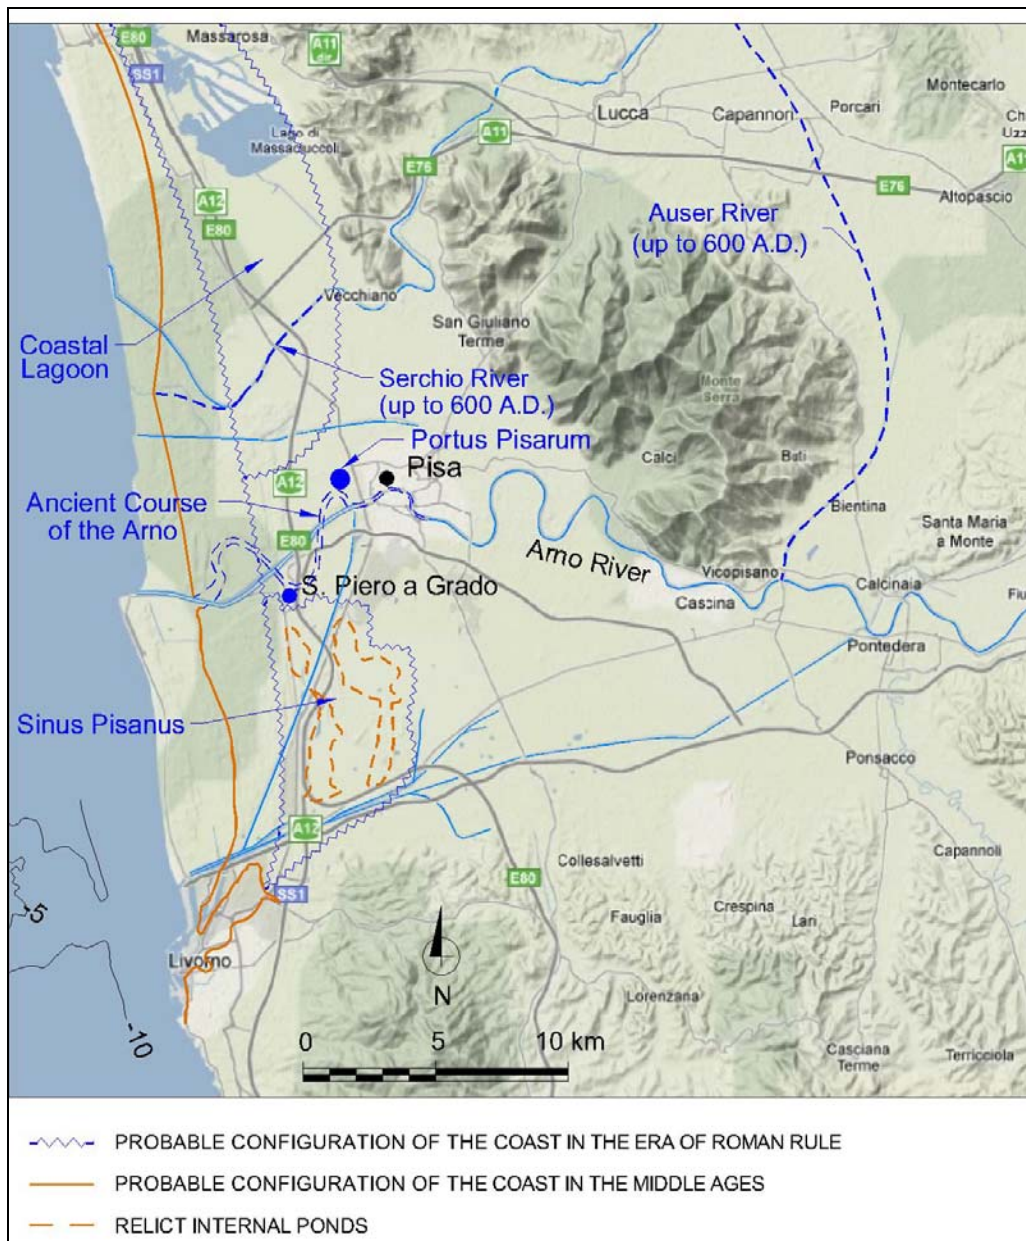 E80
Massarosa
A11
dir
SS1
Montecarlo
Lucca
Capannori
Porcari
Ch
Uzz
Lago di
Massaciuccoli
A11
A11
E76
E76
Altopascio
A12
E80
Auser River
(up to 600 A.D.)
Vecchiano
San Giuliano
Terme
Coastal
Lagoon
Serchio River
(up to 600 A.D.)
Monte
Serra
Portus Pisarum
Pisa
Calci
Buti
A12
Ancient Course
of the Arno
Bientina
Santa Maria
a Monte
E80
Arno River
S. Piero a Grado
Vicopisano
Calcinaia
Cascina
Fiu
Pontedera
Sinus Pisanus
Ponsacco
A12
Collesalvetti
Capannoli
E80
SS1
-5
Fauglia
Crespina
Lari
Livorno
N
Lorenzana
-10
0 5 10 km
Casciana
Terme
Terricciola
PROBABLE CONFIGURATION OF THE COAST IN THE ERA OF ROMAN RULE
PROBABLE CONFIGURATION OF THE COAST IN THE MIDDLE AGES
RELICT INTERNAL PONDS